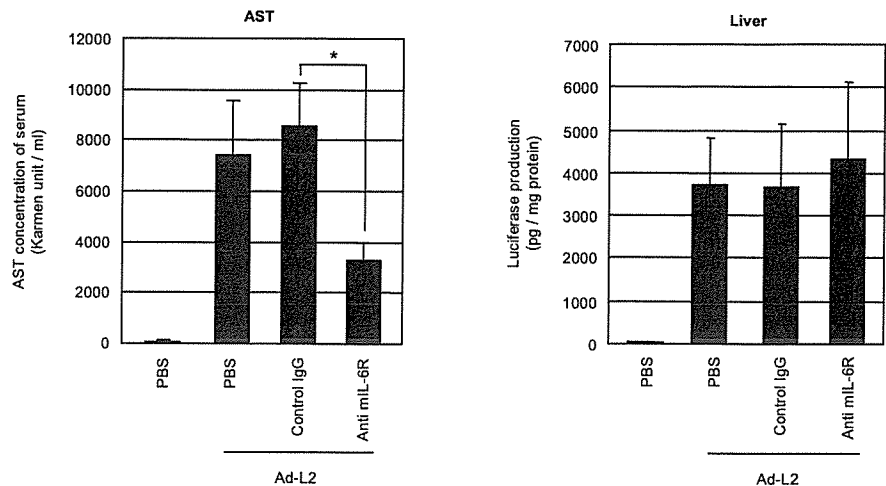 AST
AST concentration of serum
(Karmen unit / ml)
12000
10000
8000
6000
4000
2000
0
*
PBS
PBS
Control IgG
Anti mIL-6R
Ad-L2
Liver
Luciferase production
(pg / mg protein)
7000
6000
5000
4000
3000
2000
1000
0
PBS
PBS
Control IgG
Anti mIL-6R
Ad-L2